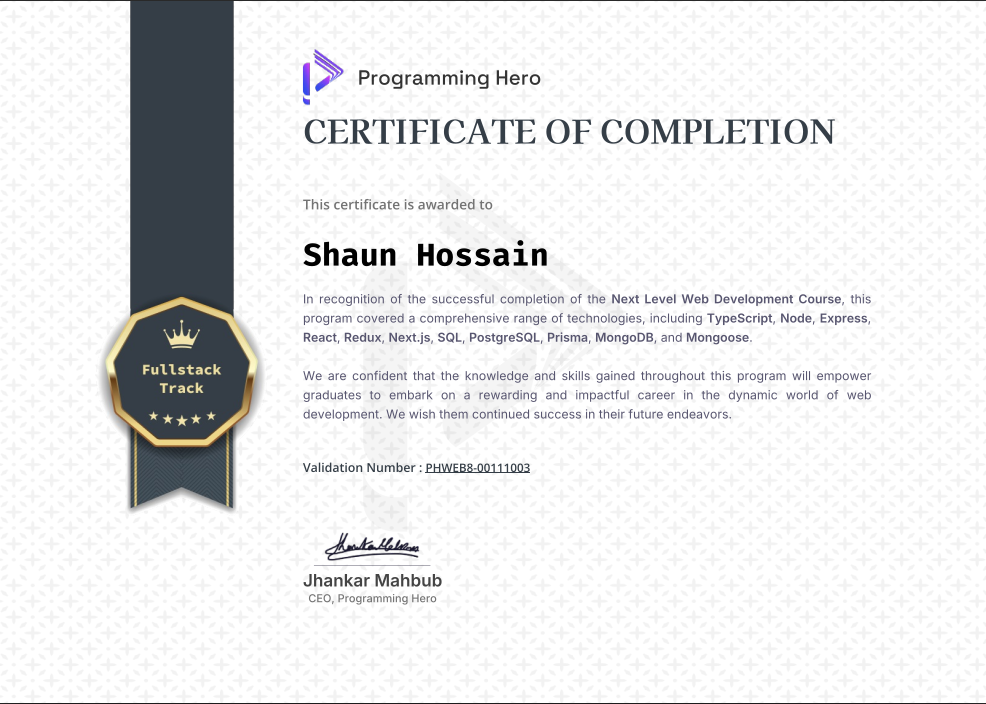 Programming Hero
CERTIFICATE OF COMPLETION
This certificate is awarded to
Shaun Hossain
In recognition of the successful completion of the Next Level Web Development Course, this
program covered a comprehensive range of technologies, including TypeScript, Node, Express,
React, Redux, Next.js, SQL, PostgreSQL, Prisma, MongoDB, and Mongoose.
We are confident that the knowledge and skills gained throughout this program will empower
graduates to embark on a rewarding and impactful career in the dynamic world of web
development. We wish them continued success in their future endeavors.
Fullstack
Track
Validation Number : PHWEB8-00111003
Jhankar Mahbub
CEO, Programming Hero